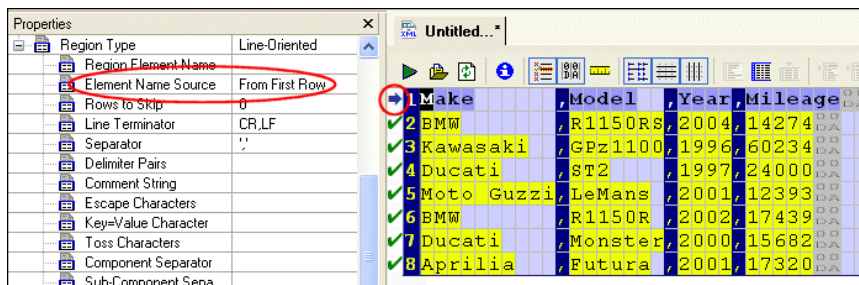 Properties
Region Type Line-Oriented
Region Element Name
Element Name Source From First Row
Rows to Skip 0
Line Terminator CR,LF
Separator ','
Delimiter Pairs
Comment String
Escape Characters
Key=Value Character
Toss Characters
Component Separator
Sub-Component Sepa
Untitled...*
1 Make ,Model ,Year,Mileage
2 BMW ,R1150RS,2004,14274
3 Kawasaki ,GPz1100,1996,60234
4 Ducati ,ST2 ,1997,24000
5 Moto Guzzi,LeMans ,2001,12393
6 BMW ,R1150R ,2002,17439
7 Ducati ,Monster,2000,15682
8 Aprilia ,Futura ,2001,17320